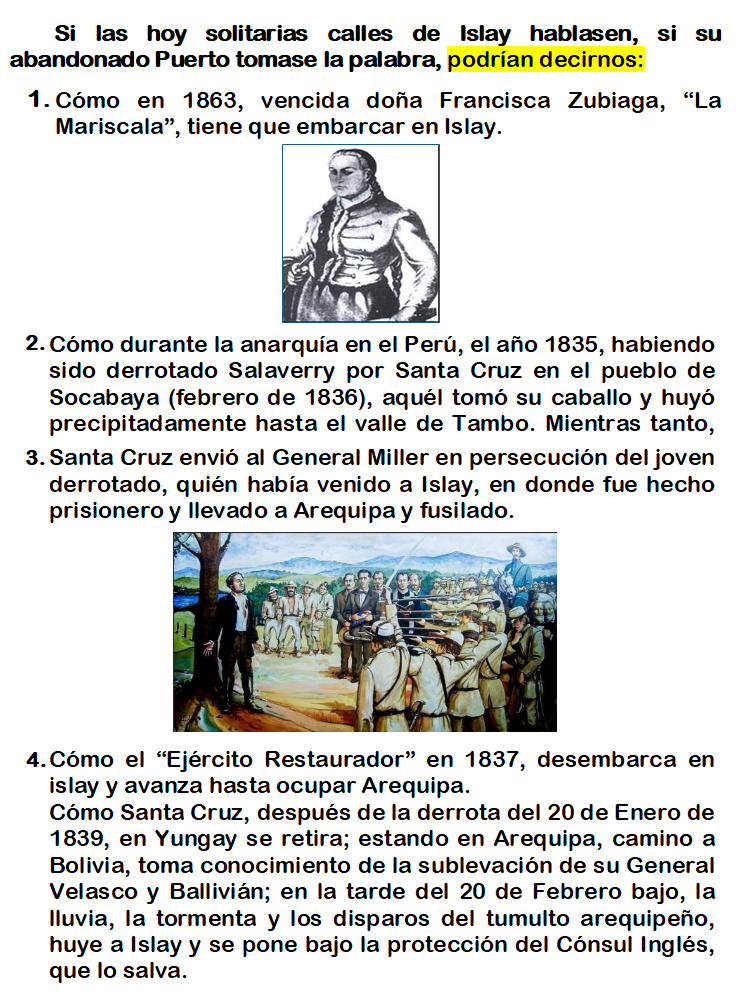 Si las hoy solitarias calles de Islay hablasen, si su
abandonado Puerto tomase la palabra, podrían decirnos:
1. Cómo en 1863, vencida doña Francisca Zubiaga, “La
Mariscala”, tiene que embarcar en Islay.
2. Cómo durante la anarquía en el Perú, el año 1835, habiendo
sido derrotado Salaverry por Santa Cruz en el pueblo de
Socabaya (febrero de 1836), aquél tomó su caballo y huyó
precipitadamente hasta el valle de Tambo. Mientras tanto,
3. Santa Cruz envió al General Miller en persecución del joven
derrotado, quién había venido a Islay, en donde fue hecho
prisionero y llevado a Arequipa y fusilado.
4. Cómo el “Ejército Restaurador” en 1837, desembarca en
islay y avanza hasta ocupar Arequipa.
Cómo Santa Cruz, después de la derrota del 20 de Enero de
1839, en Yungay se retira; estando en Arequipa, camino a
Bolivia, toma conocimiento de la sublevación de su General
Velasco y Ballivián; en la tarde del 20 de Febrero bajo, la
lluvia, la tormenta y los disparos del tumulto arequipeño,
huye a Islay y se pone bajo la protección del Cónsul Inglés,
que lo salva.